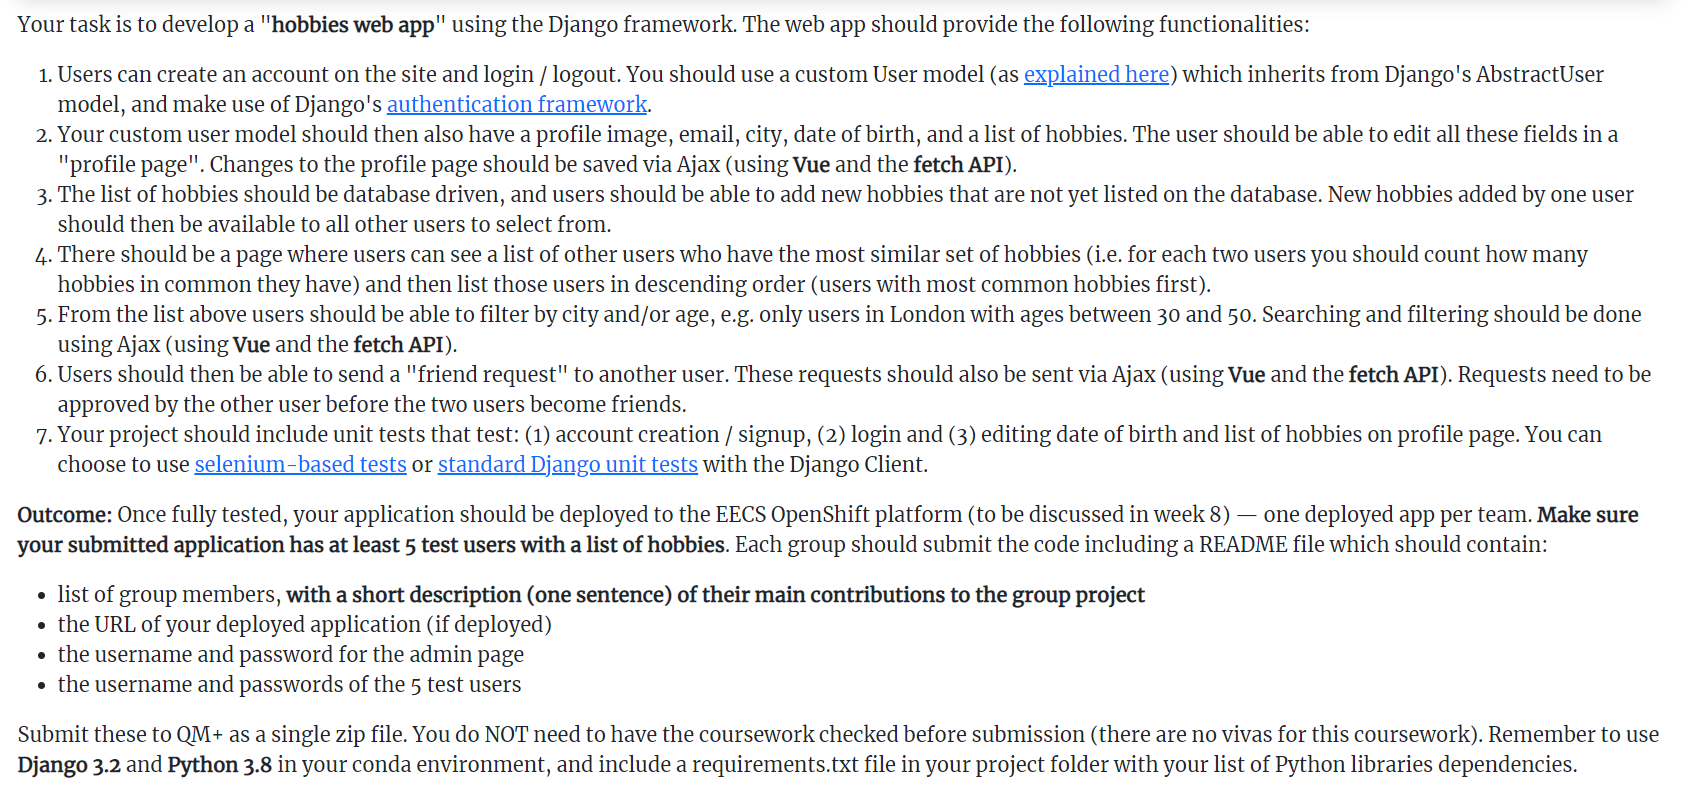 Your task is to develop a "hobbies web app" using the Django framework. The web app should provide the following functionalities:
1. Users can create an account on the site and login / logout. You should use a custom User model (as explained here) which inherits from Django's AbstractUser
model, and make use of Django's authentication framework.
2. Your custom user model should then also have a profile image, email, city, date of birth, and a list of hobbies. The user should be able to edit all these fields in a
"profile page". Changes to the profile page should be saved via Ajax (using Vue and the fetch API).
3. The list of hobbies should be database driven, and users should be able to add new hobbies that are not yet listed on the database. New hobbies added by one user
should then be available to all other users to select from.
4. There should be a page where users can see a list of other users who have the most similar set of hobbies (i.e. for each two users you should count how many
hobbies in common they have) and then list those users in descending order (users with most common hobbies first).
5. From the list above users should be able to filter by city and/or age, e.g. only users in London with ages between 30 and 50. Searching and filtering should be done
using Ajax (using Vue and the fetch API).
6. Users should then be able to send a "friend request" to another user. These requests should also be sent via Ajax (using Vue and the fetch API). Requests need to be
approved by the other user before the two users become friends.
7. Your project should include unit tests that test: (1) account creation / signup, (2) login and (3) editing date of birth and list of hobbies on profile page. You can
choose to use selenium-based tests or standard Django unit tests with the Django Client.
Outcome: Once fully tested, your application should be deployed to the EECS OpenShift platform (to be discussed in week 8) — one deployed app per team. Make sure
your submitted application has at least 5 test users with a list of hobbies. Each group should submit the code including a README file which should contain:
• list of group members, with a short description (one sentence) of their main contributions to the group project
• the URL of your deployed application (if deployed)
• the username and password for the admin page
• the username and passwords of the 5 test users
Submit these to QM+ as a single zip file. You do NOT need to have the coursework checked before submission (there are no vivas for this coursework). Remember to use
Django 3.2 and Python 3.8 in your conda environment, and include a requirements.txt file in your project folder with your list of Python libraries dependencies.